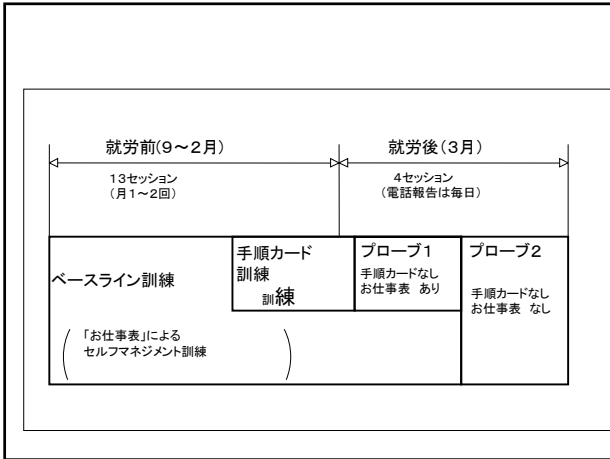 就労前(9～2月)
就労後(3月)
13セッション
(月1～2回)
4セッション
(電話報告は毎日)
ベースライン訓練
手順カード
訓練
訓練
プローブ1
手順カードなし
お仕事表 あり
プローブ2
手順カードなし
お仕事表 なし
「お仕事表」による
セルフマネジメント訓練